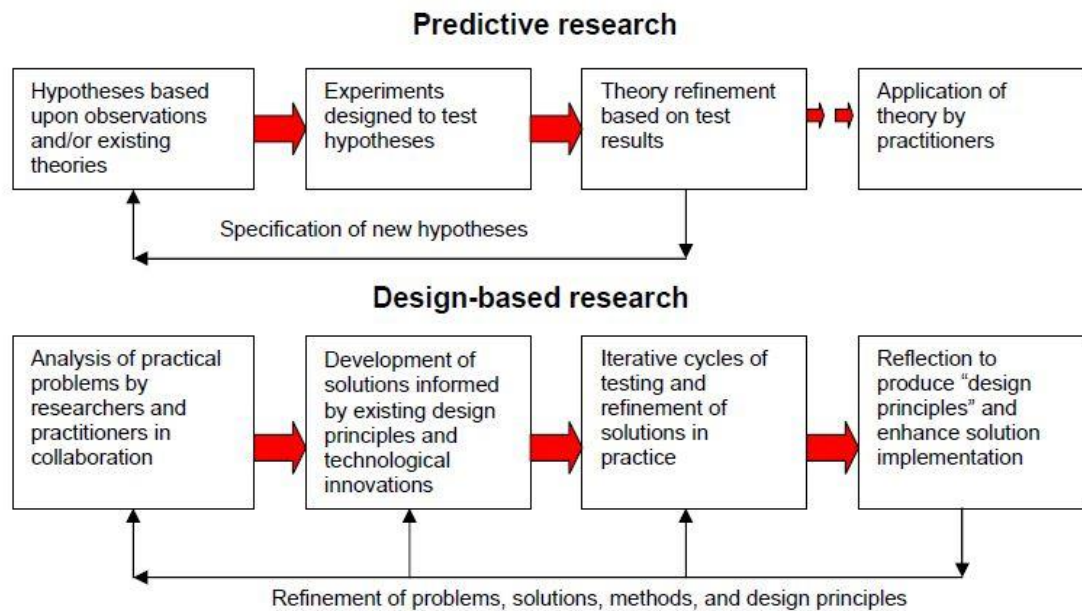 Predictive research
Hypotheses based
upon observations
and/or existing
theories
Experiments
designed to test
hypotheses
Theory refinement
based on test
results
Application of
theory by
practitioners
Specification of new hypotheses
Design-based research
Analysis of practical
problems by
researchers and
practitioners in
collaboration
Development of
solutions informed
by existing design
principles and
technological
innovations
Iterative cycles of
testing and
refinement of
solutions in
practice
Reflection to
produce “design
principles” and
enhance solution
implementation
Refinement of problems, solutions, methods, and design principles